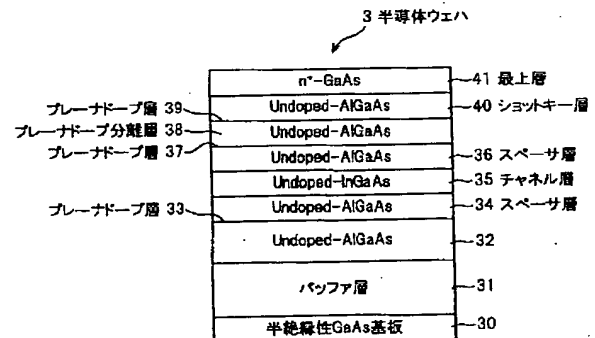 3 半導体ウェハ
n⁺-GaAs
41 最上層
プレーナドープ層 39
Undoped-AlGaAs
40 ショットキー層
プレーナドープ分離層 38
Undoped-AlGaAs
プレーナドープ層 37
Undoped-AlGaAs
36 スペーサ層
Undoped-InGaAs
35 チャネル層
プレーナドープ層 33
Undoped-AlGaAs
34 スペーサ層
Undoped-AlGaAs
32
バッファ層
31
半絶縁性GaAs基板
30